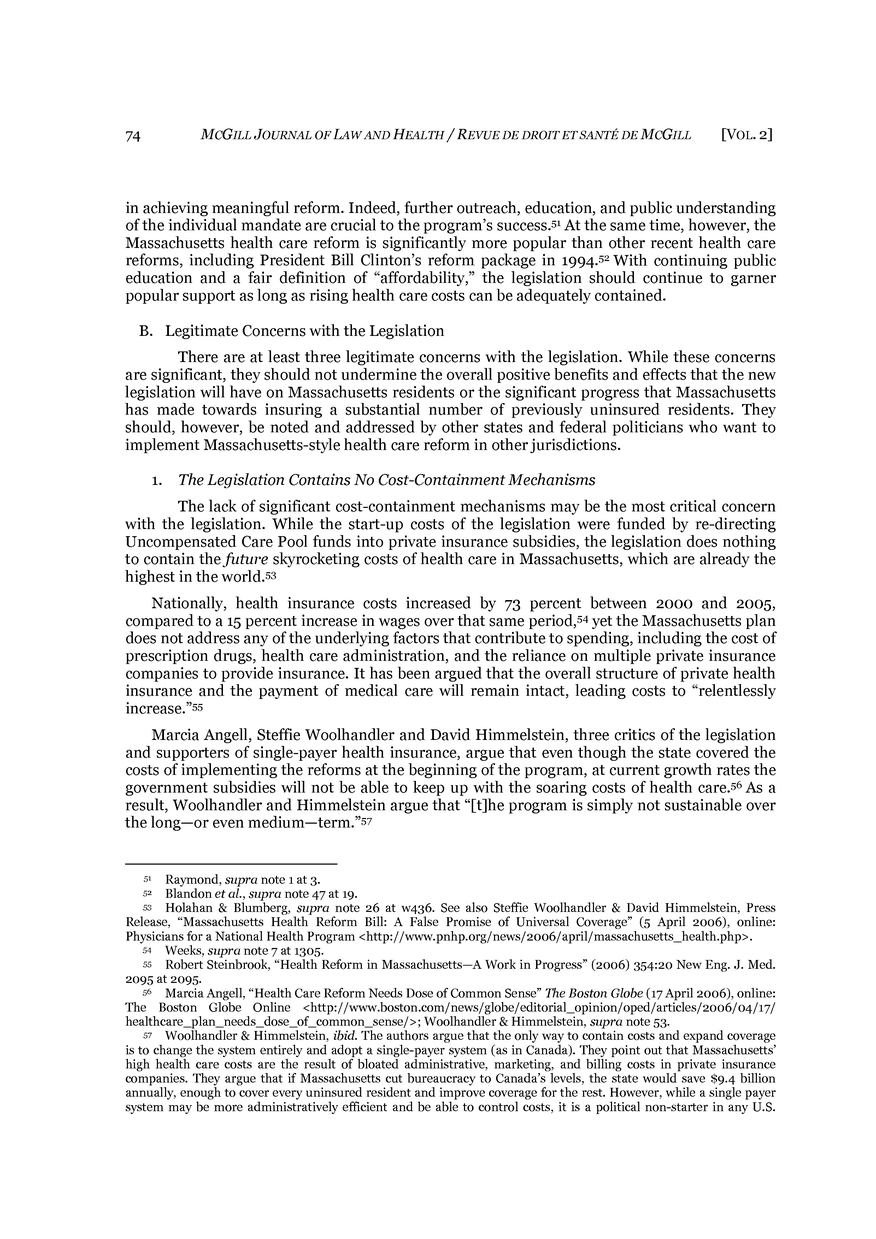 74 MCGILL JOURNAL OF LAW AND HEALTH / REVUE DE DROIT ET SANTÉ DE MCGILL [VOL. 2]
in achieving meaningful reform. Indeed, further outreach, education, and public understanding
of the individual mandate are crucial to the program’s success.51 At the same time, however, the
Massachusetts health care reform is significantly more popular than other recent health care
reforms, including President Bill Clinton’s reform package in 1994.52 With continuing public
education and a fair definition of “affordability,” the legislation should continue to garner
popular support as long as rising health care costs can be adequately contained.
B. Legitimate Concerns with the Legislation
There are at least three legitimate concerns with the legislation. While these concerns
are significant, they should not undermine the overall positive benefits and effects that the new
legislation will have on Massachusetts residents or the significant progress that Massachusetts
has made towards insuring a substantial number of previously uninsured residents. They
should, however, be noted and addressed by other states and federal politicians who want to
implement Massachusetts-style health care reform in other jurisdictions.
1. The Legislation Contains No Cost-Containment Mechanisms
The lack of significant cost-containment mechanisms may be the most critical concern
with the legislation. While the start-up costs of the legislation were funded by re-directing
Uncompensated Care Pool funds into private insurance subsidies, the legislation does nothing
to contain the future skyrocketing costs of health care in Massachusetts, which are already the
highest in the world.53
Nationally, health insurance costs increased by 73 percent between 2000 and 2005,
compared to a 15 percent increase in wages over that same period,54 yet the Massachusetts plan
does not address any of the underlying factors that contribute to spending, including the cost of
prescription drugs, health care administration, and the reliance on multiple private insurance
companies to provide insurance. It has been argued that the overall structure of private health
insurance and the payment of medical care will remain intact, leading costs to “relentlessly
increase.”55
Marcia Angell, Steffie Woolhandler and David Himmelstein, three critics of the legislation
and supporters of single-payer health insurance, argue that even though the state covered the
costs of implementing the reforms at the beginning of the program, at current growth rates the
government subsidies will not be able to keep up with the soaring costs of health care.56 As a
result, Woolhandler and Himmelstein argue that “[t]he program is simply not sustainable over
the long—or even medium—term.”57
51 Raymond, supra note 1 at 3.
52 Blandon et al., supra note 47 at 19.
53 Holahan & Blumberg, supra note 26 at w436. See also Steffie Woolhandler & David Himmelstein, Press
Release, “Massachusetts Health Reform Bill: A False Promise of Universal Coverage” (5 April 2006), online:
Physicians for a National Health Program <http://www.pnhp.org/news/2006/april/massachusetts_health.php>.
54 Weeks, supra note 7 at 1305.
55 Robert Steinbrook, “Health Reform in Massachusetts—A Work in Progress” (2006) 354:20 New Eng. J. Med.
2095 at 2095.
56 Marcia Angell, “Health Care Reform Needs Dose of Common Sense” The Boston Globe (17 April 2006), online:
The Boston Globe Online <http://www.boston.com/news/globe/editorial_opinion/oped/articles/2006/04/17/
healthcare_plan_needs_dose_of_common_sense/>; Woolhandler & Himmelstein, supra note 53.
57 Woolhandler & Himmelstein, ibid. The authors argue that the only way to contain costs and expand coverage
is to change the system entirely and adopt a single-payer system (as in Canada). They point out that Massachusetts’
high health care costs are the result of bloated administrative, marketing, and billing costs in private insurance
companies. They argue that if Massachusetts cut bureaucracy to Canada’s levels, the state would save $9.4 billion
annually, enough to cover every uninsured resident and improve coverage for the rest. However, while a single payer
system may be more administratively efficient and be able to control costs, it is a political non-starter in any U.S.